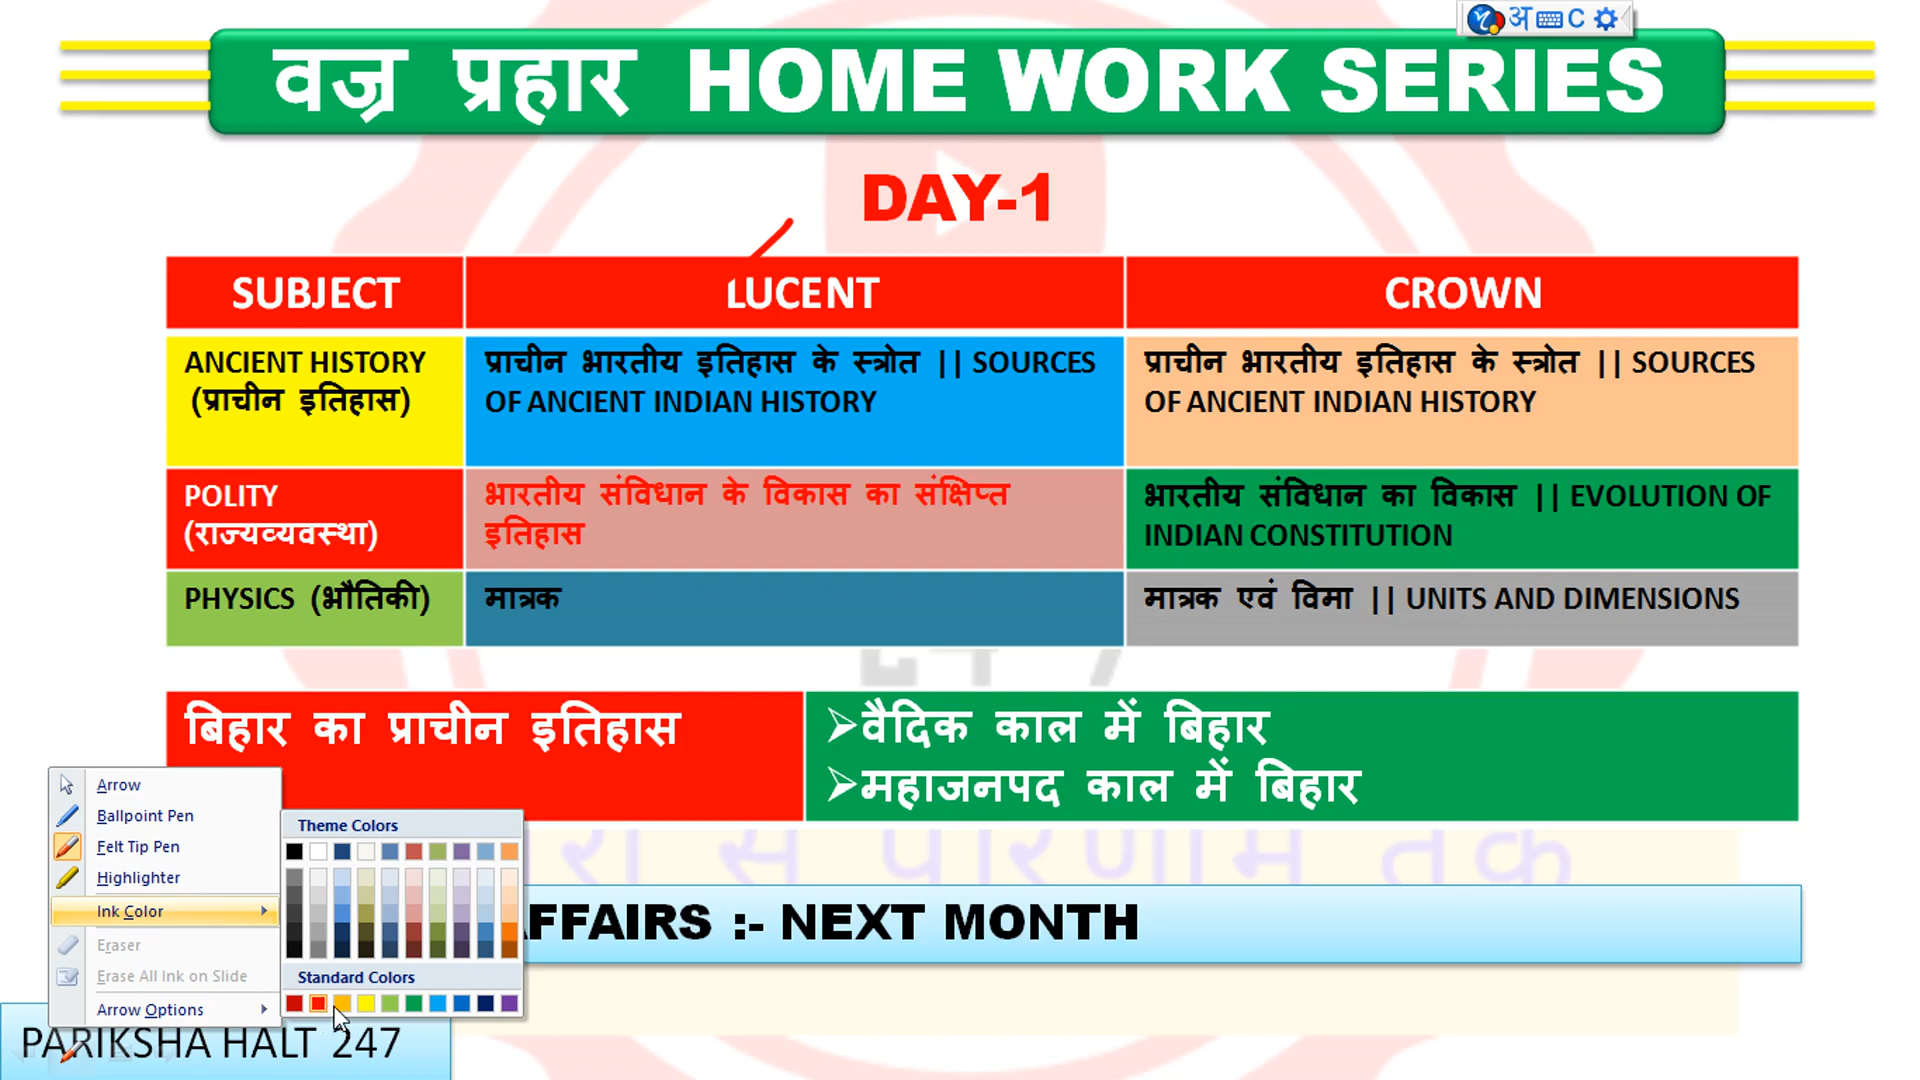 वज्र प्रहार HOME WORK SERIES
DAY-1
SUBJECT
LUCENT
CROWN
ANCIENT HISTORY
(प्राचीन इतिहास)
प्राचीन भारतीय इतिहास के स्त्रोत || SOURCES
OF ANCIENT INDIAN HISTORY
प्राचीन भारतीय इतिहास के स्त्रोत || SOURCES
OF ANCIENT INDIAN HISTORY
POLITY
(राज्यव्यवस्था)
भारतीय संविधान के विकास का संक्षिप्त
इतिहास
भारतीय संविधान का विकास || EVOLUTION OF
INDIAN CONSTITUTION
PHYSICS (भौतिकी)
मात्रक
मात्रक एवं विमा || UNITS AND DIMENSIONS
बिहार का प्राचीन इतिहास
➢वैदिक काल में बिहार
➢महाजनपद काल में बिहार
Arrow
Ballpoint Pen
Felt Tip Pen
Highlighter
Ink Color
Eraser
Erase All Ink on Slide
Arrow Options
Theme Colors
Standard Colors
:- NEXT MONTH
PARIKSHA HALT 247